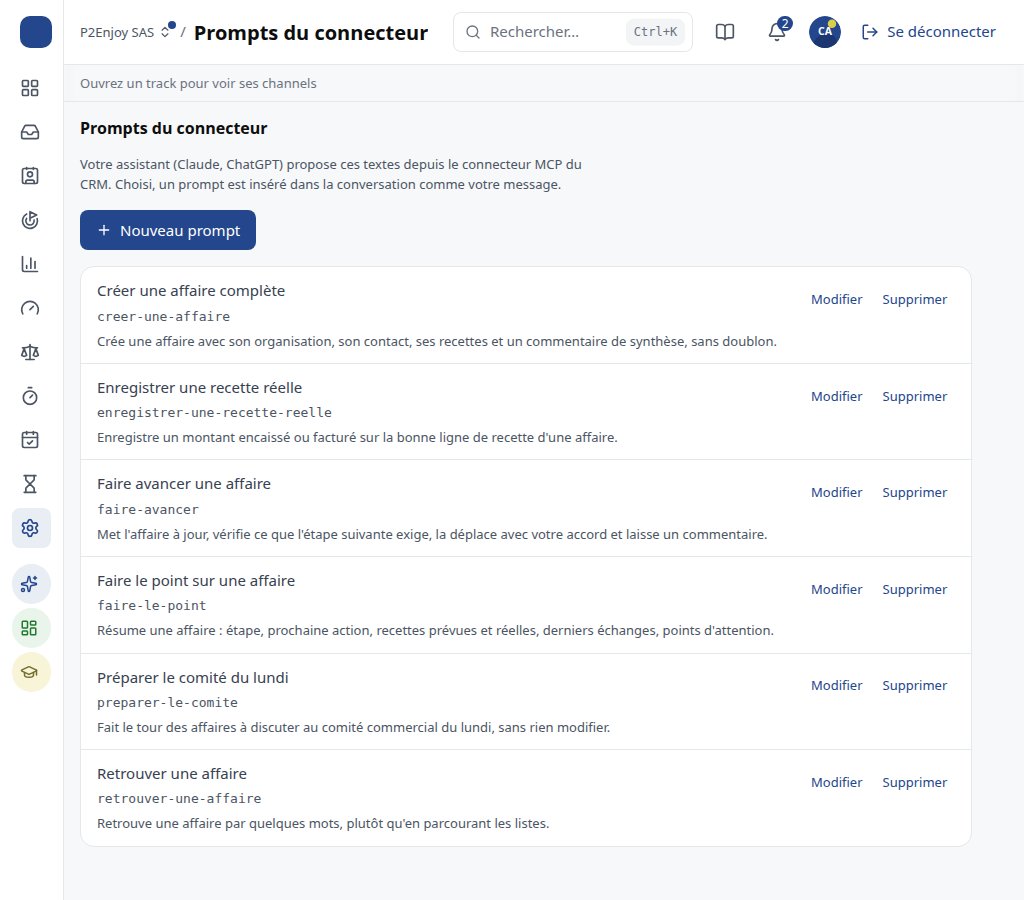 P2Enjoy SAS / Prompts du connecteur
Rechercher... Ctrl+K
2
CA
Se déconnecter
Ouvrez un track pour voir ses channels
Prompts du connecteur
Votre assistant (Claude, ChatGPT) propose ces textes depuis le connecteur MCP du
CRM. Choisi, un prompt est inséré dans la conversation comme votre message.
+ Nouveau prompt
Créer une affaire complète
creer-une-affaire
Crée une affaire avec son organisation, son contact, ses recettes et un commentaire de synthèse, sans doublon.
Modifier Supprimer
Enregistrer une recette réelle
enregistrer-une-recette-reelle
Enregistre un montant encaissé ou facturé sur la bonne ligne de recette d'une affaire.
Modifier Supprimer
Faire avancer une affaire
faire-avancer
Met l'affaire à jour, vérifie ce que l'étape suivante exige, la déplace avec votre accord et laisse un commentaire.
Modifier Supprimer
Faire le point sur une affaire
faire-le-point
Résume une affaire : étape, prochaine action, recettes prévues et réelles, derniers échanges, points d'attention.
Modifier Supprimer
Préparer le comité du lundi
preparer-le-comite
Fait le tour des affaires à discuter au comité commercial du lundi, sans rien modifier.
Modifier Supprimer
Retrouver une affaire
retrouver-une-affaire
Retrouve une affaire par quelques mots, plutôt qu'en parcourant les listes.
Modifier Supprimer